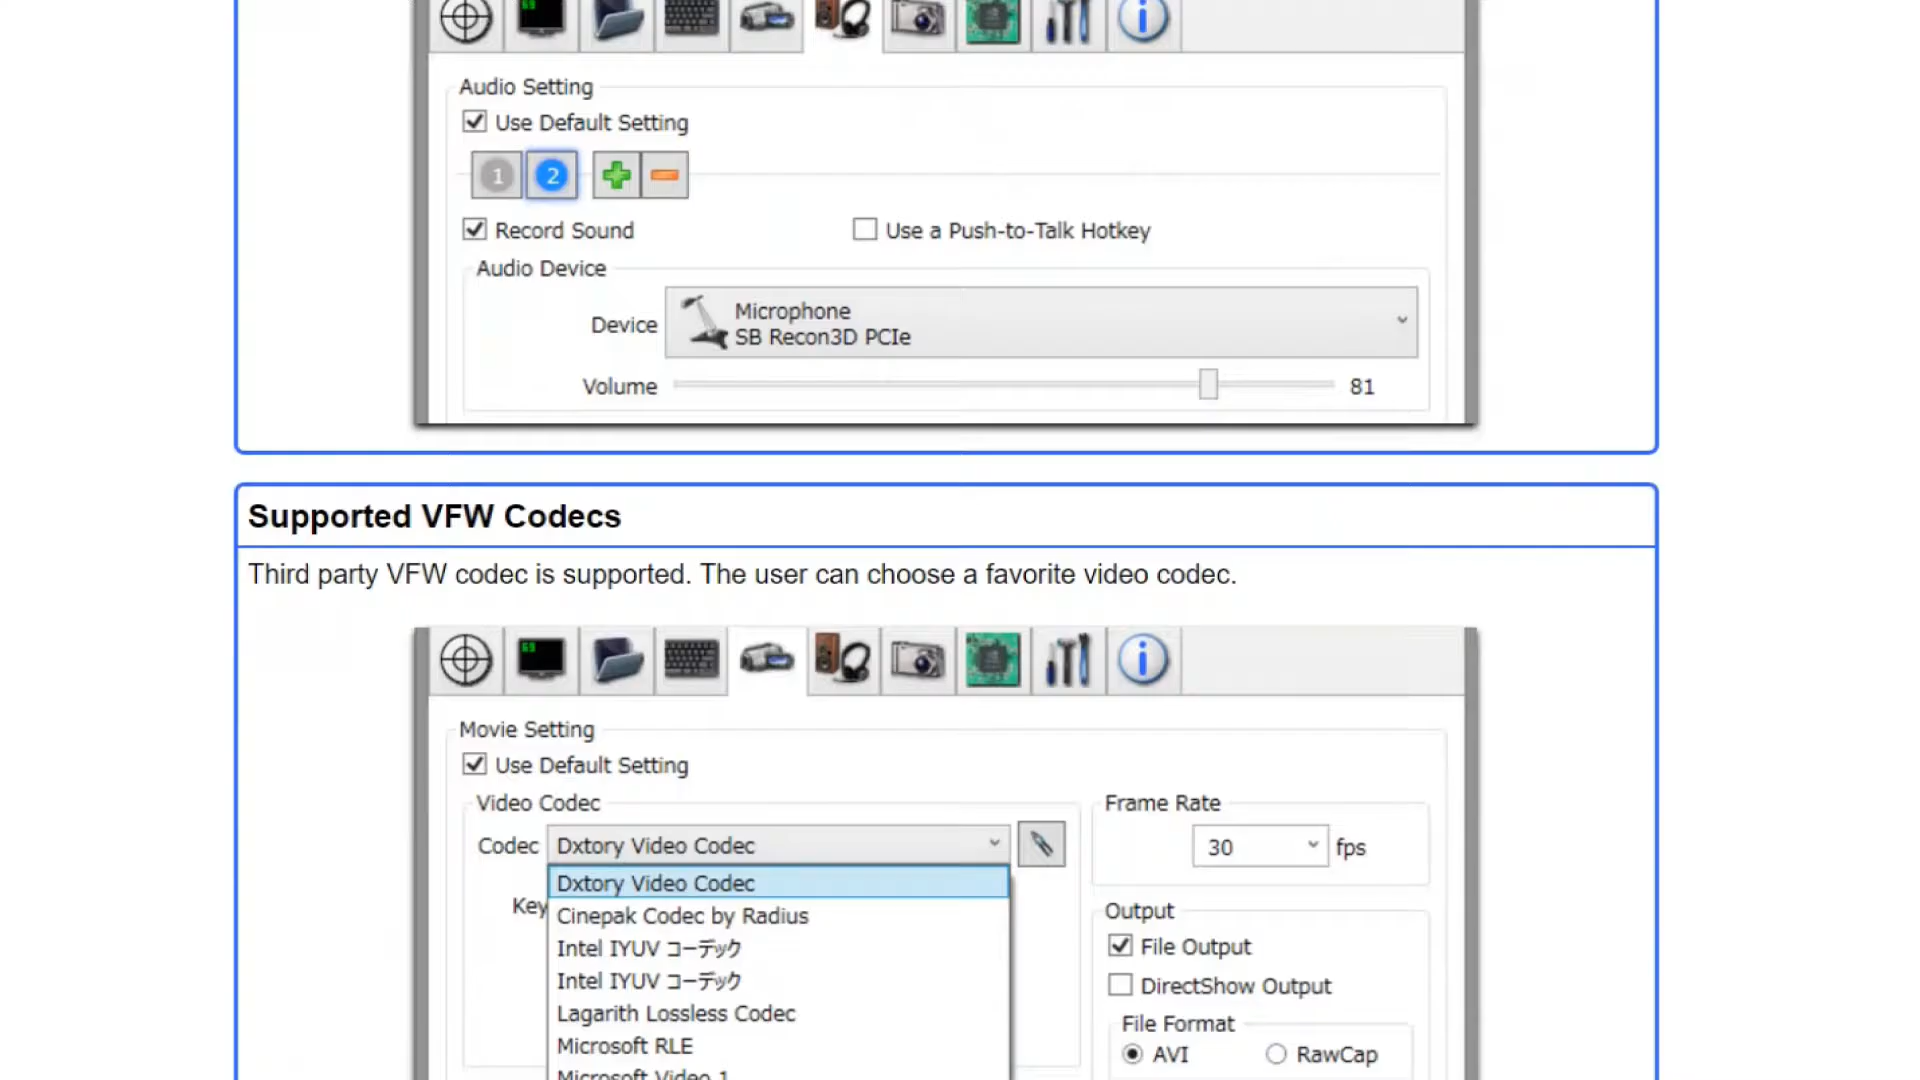 Audio Setting
Use Default Setting
1 2
Record Sound
Use a Push-to-Talk Hotkey
Audio Device
Device
Microphone
SB Recon3D PCIe
Volume
81
Supported VFW Codecs
Third party VFW codec is supported. The user can choose a favorite video codec.
Movie Setting
Use Default Setting
Video Codec
Codec
Dxtory Video Codec
Dxtory Video Codec
Key
Cinepak Codec by Radius
Intel IYUV コーデック
Intel IYUV コーデック
Lagarith Lossless Codec
Microsoft RLE
Microsoft Video 1
Frame Rate
30
fps
Output
File Output
DirectShow Output
File Format
AVI
RawCap